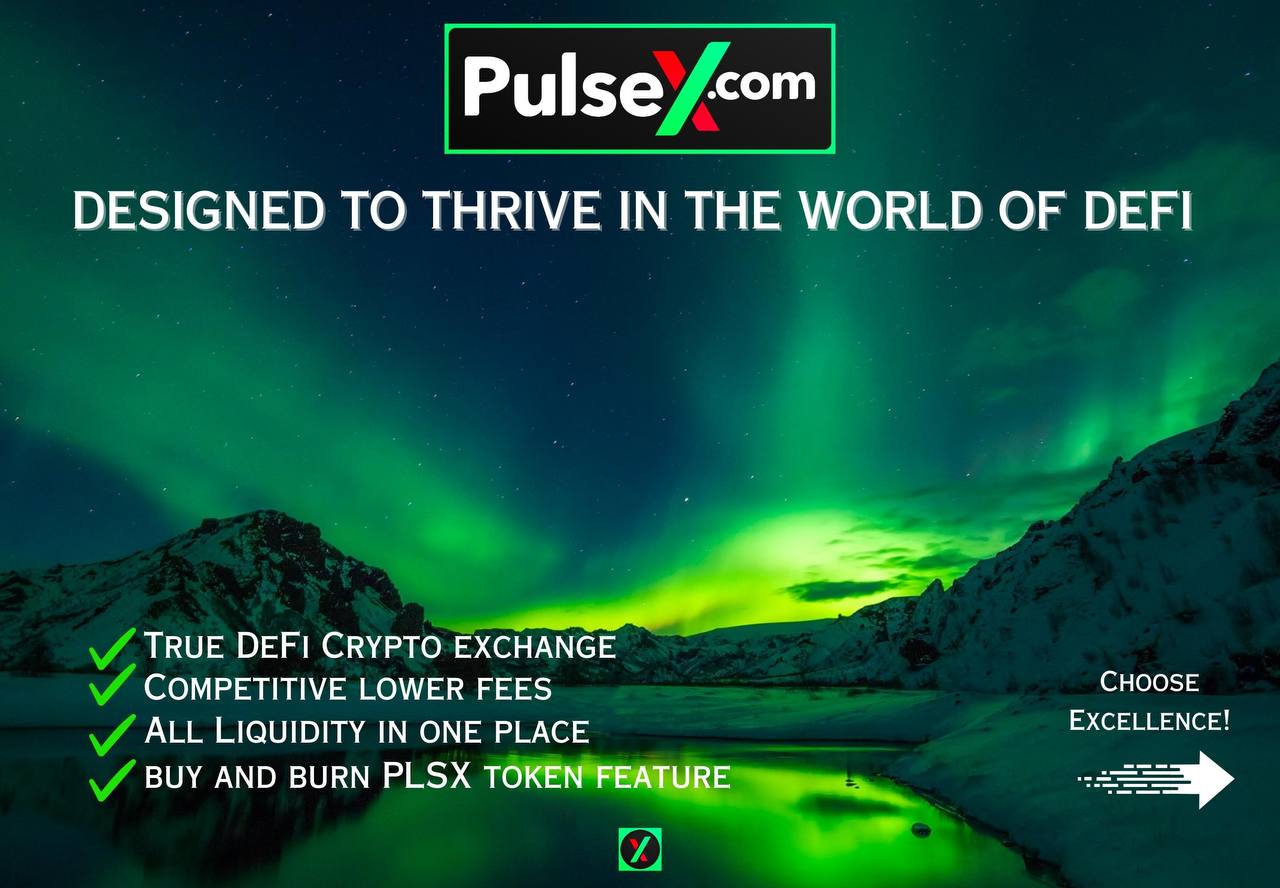 PulseX.com
DESIGNED TO THRIVE IN THE WORLD OF DEFI
TRUE DEFI CRYPTO EXCHANGE
COMPETITIVE LOWER FEES
ALL LIQUIDITY IN ONE PLACE
BUY AND BURN PLSX TOKEN FEATURE
CHOOSE
EXCELLENCE!
X